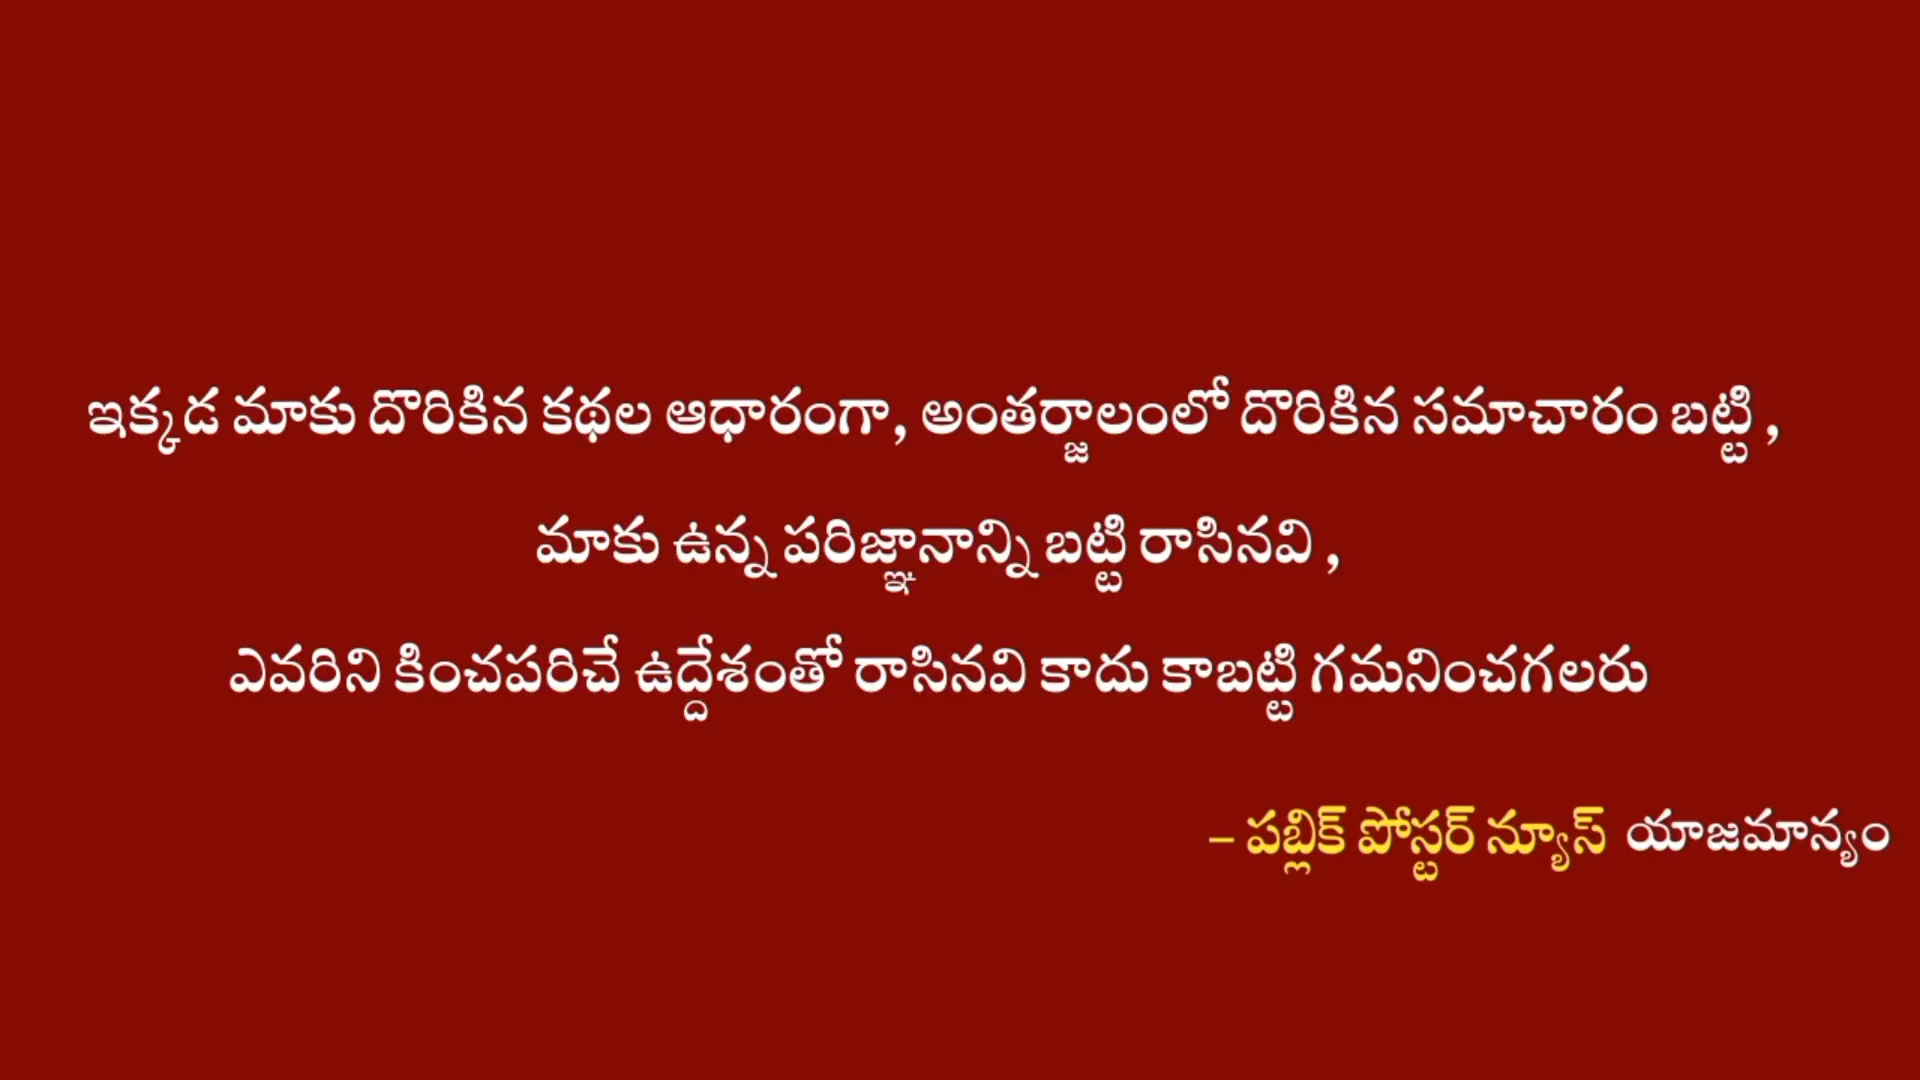 ఇక్కడ మాకు దొరికిన కథల ఆధారంగా, అంతర్జాలంలో దొరికిన సమాచారం బట్టి ,
మాకు ఉన్న పరిజ్ఞానాన్ని బట్టి రాసినవి ,
ఎవరిని కించపరిచే ఉద్దేశంతో రాసినవి కాదు కాబట్టి గమనించగలరు
– పబ్లిక్ పోస్టర్ న్యూస్ యాజమాన్యం